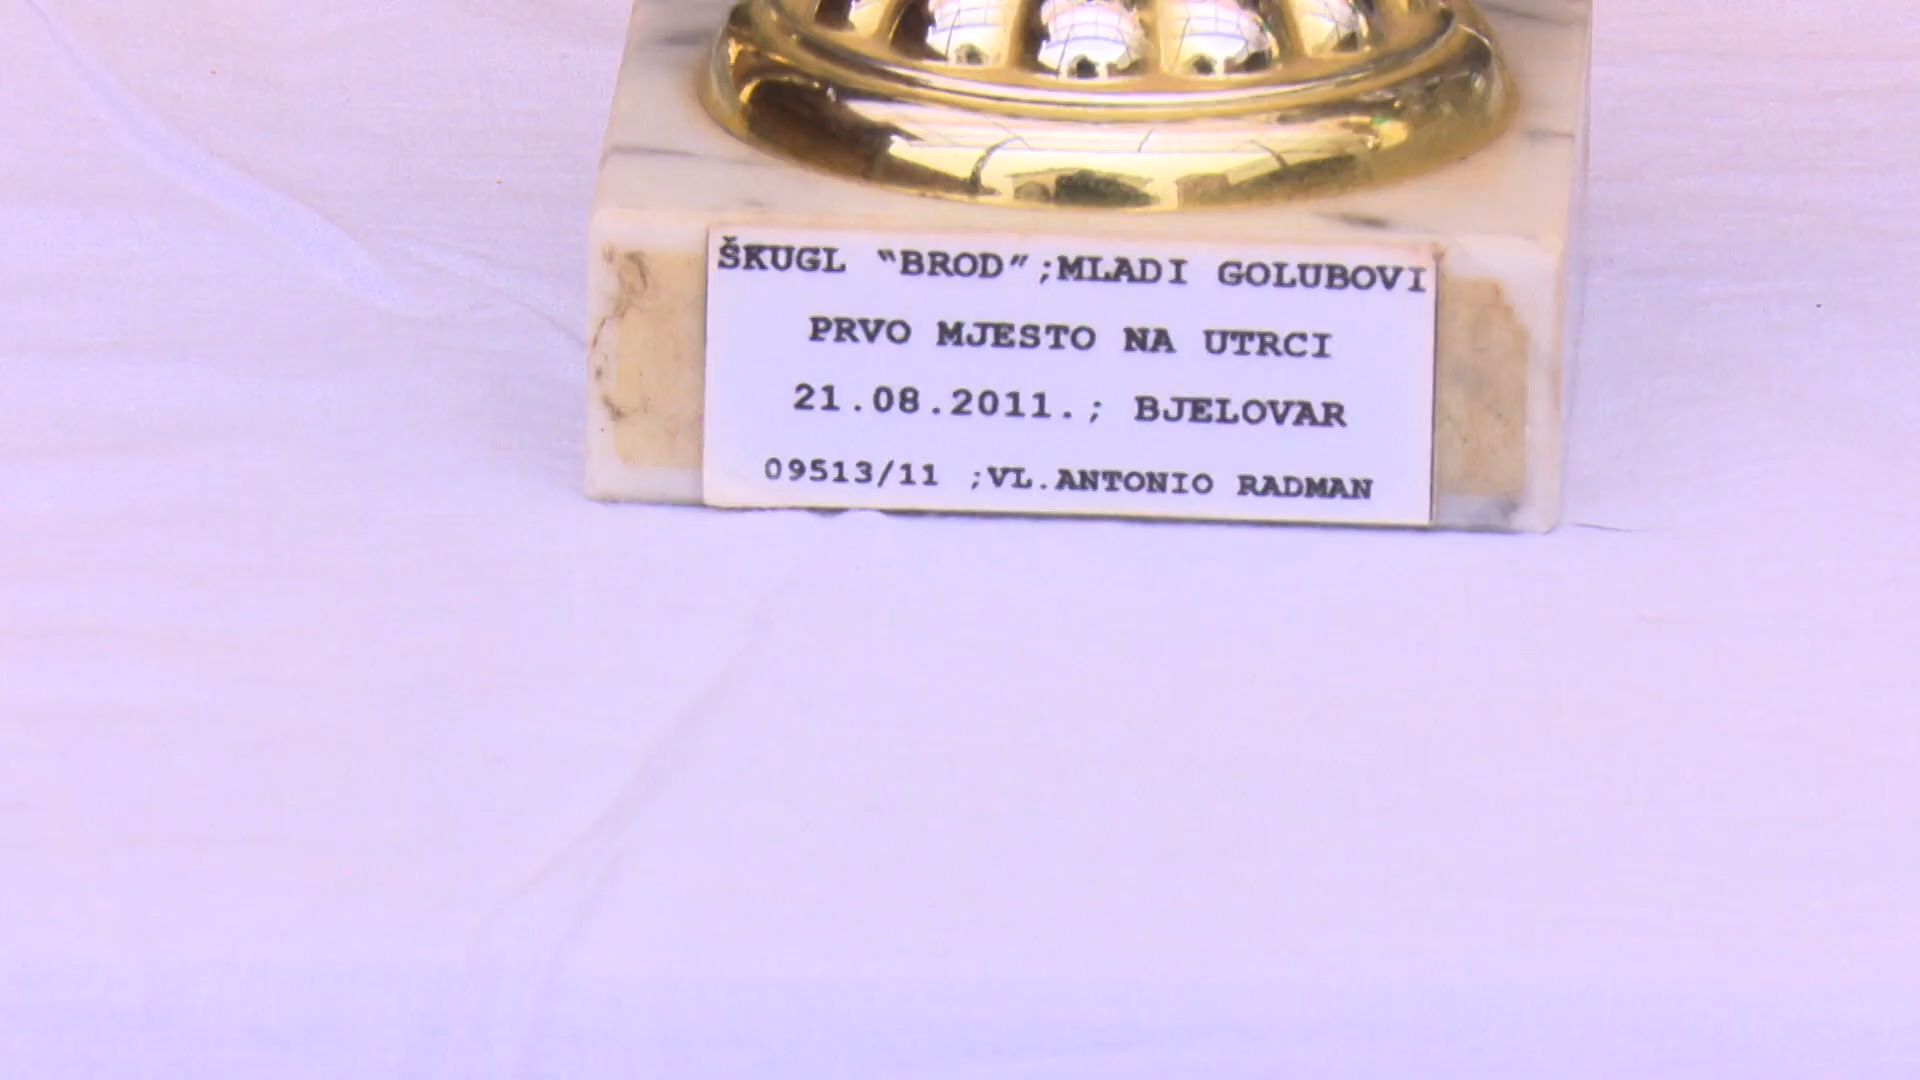 ŠKUGL "BROD";MLADI GOLUBOVI
PRVO MJESTO NA UTRCI
21.08.2011.; BJELOVAR
09513/11 ;VL.ANTONIO RADMAN